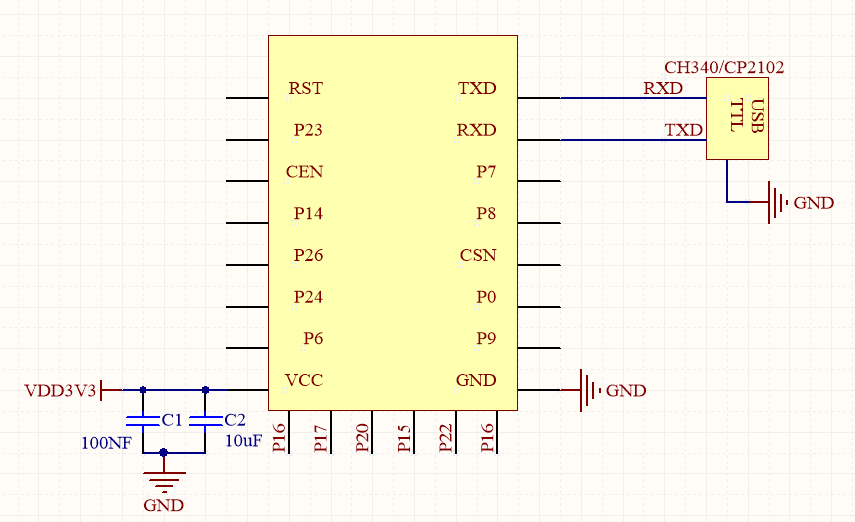 CH340/CP2102
RST
TXD
RXD
P23
RXD
TXD
USB
TTL
CEN
P7
P14
P8
GND
P26
CSN
P24
P0
P6
P9
VDD3V3
VCC
GND
GND
C1
C2
100NF
10uF
P16
P17
P20
P15
P22
P16
GND